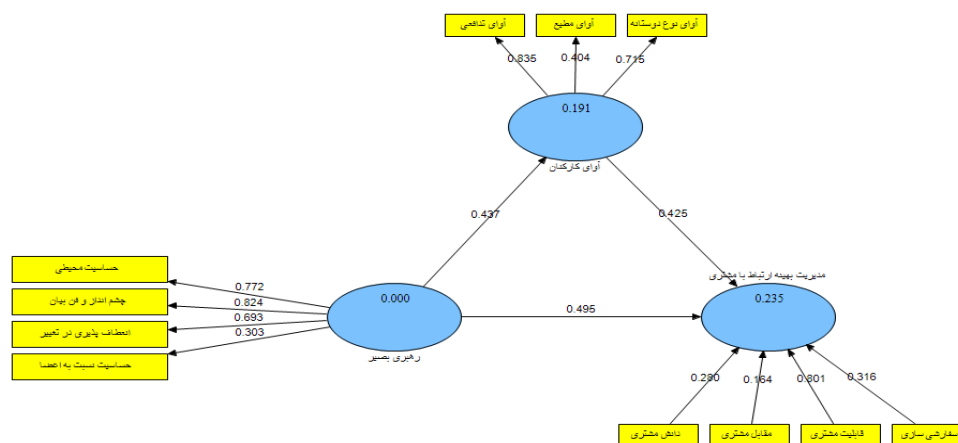 آوای تدافعی
آوای مطیع
آوای نوع دوستانه
0.835
0.404
0.715
0.191
آوای کارکنان
0.437
0.425
حساسیت محیطی
چشم انداز و فن بیان
انعطاف پذیری در تغییر
حساسیت نسبت به اعضا
0.772
0.824
0.693
0.303
0.000
رهبری بصیر
0.495
مدیریت بهینه ارتباط با مشتری
0.235
0.280
0.164
0.801
0.316
دانش مشتری
مقابل مشتری
قابلیت مشتری
سفارشی سازی